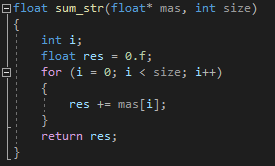 float sum_str(float* mas, int size)
{
    int i;
    float res = 0.f;
    for (i = 0; i < size; i++)
    {
        res += mas[i];
    }
    return res;
}